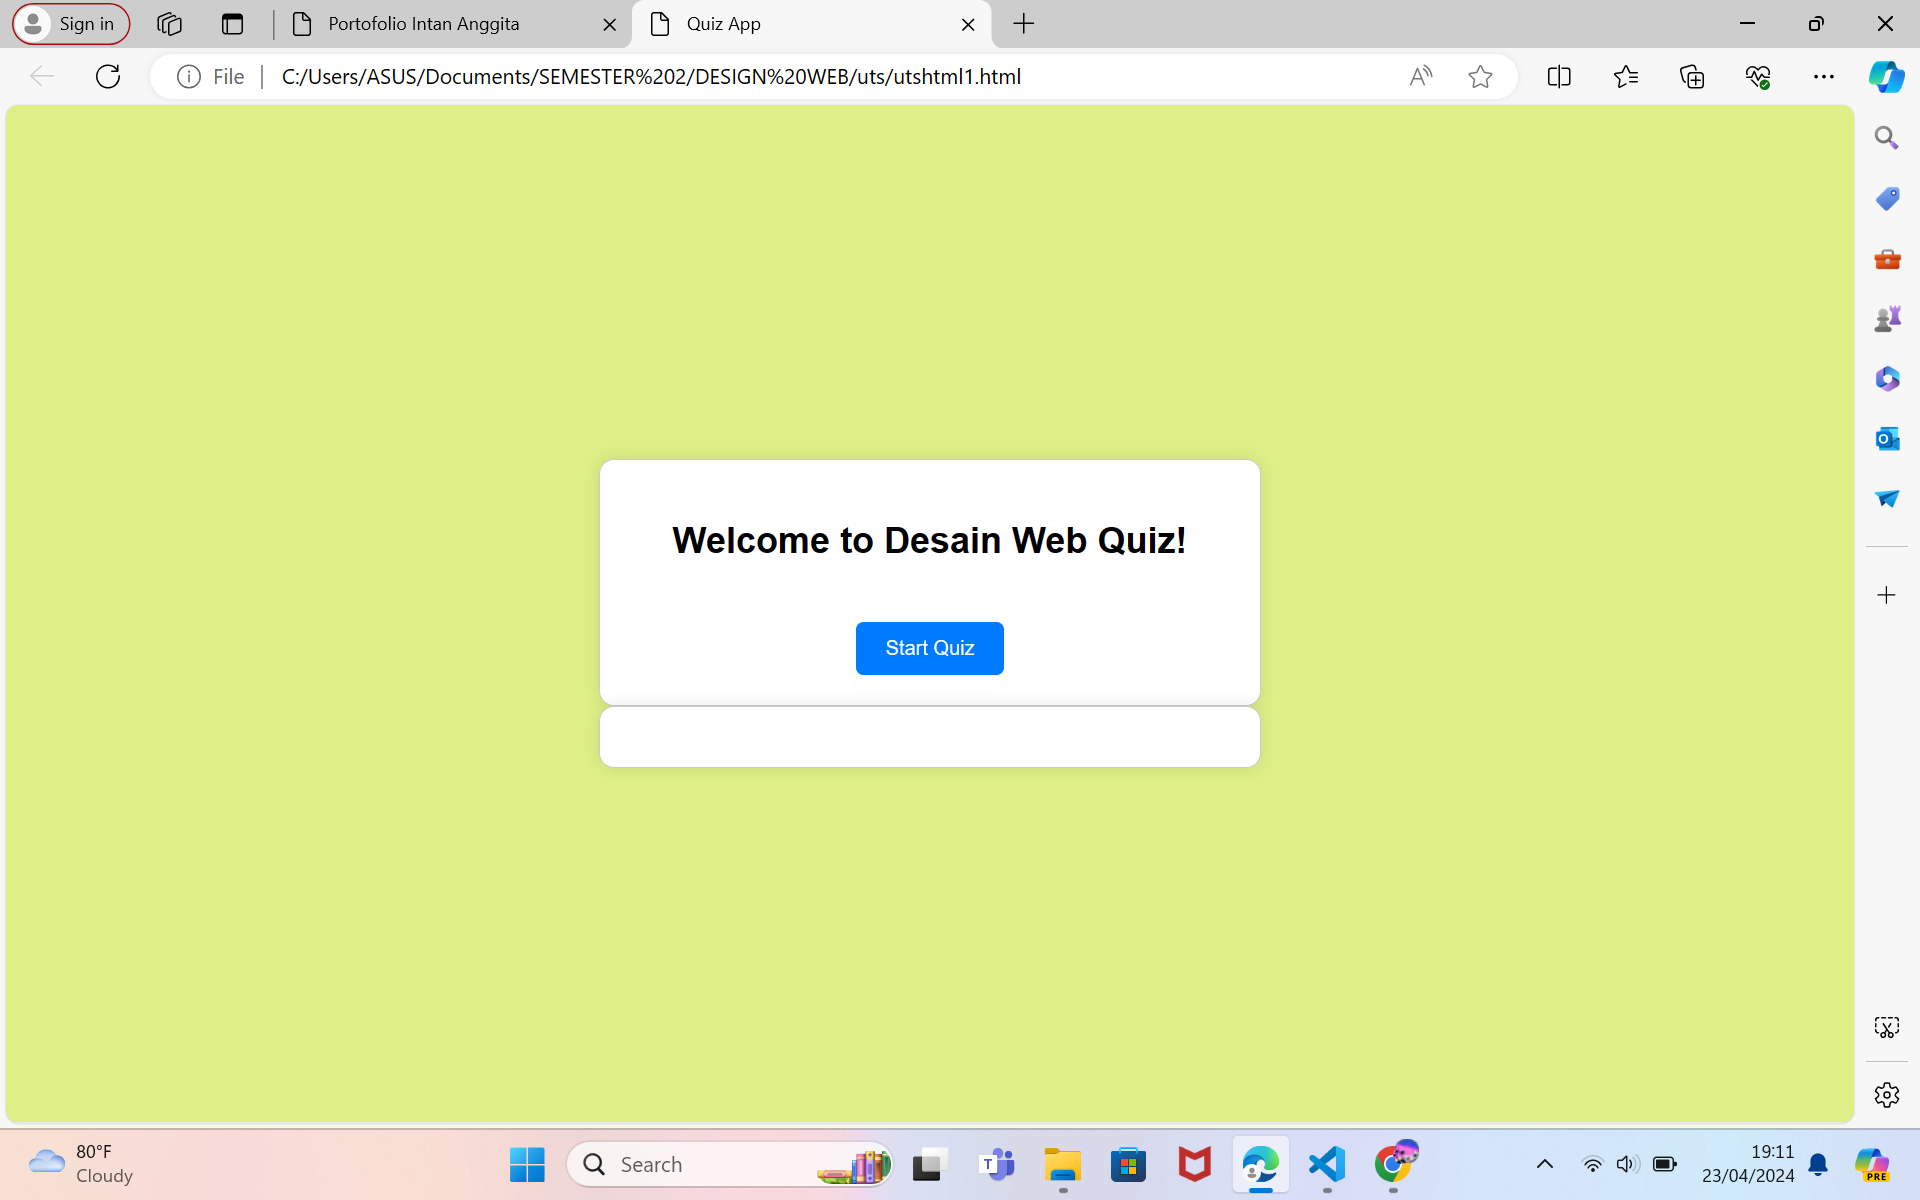 Sign in
Portofolio Intan Anggita
Quiz App
File
C:/Users/ASUS/Documents/SEMESTER%202/DESIGN%20WEB/uts/utshtml1.html
Welcome to Desain Web Quiz!
Start Quiz
80°F
Cloudy
Search
19:11
23/04/2024
PRE